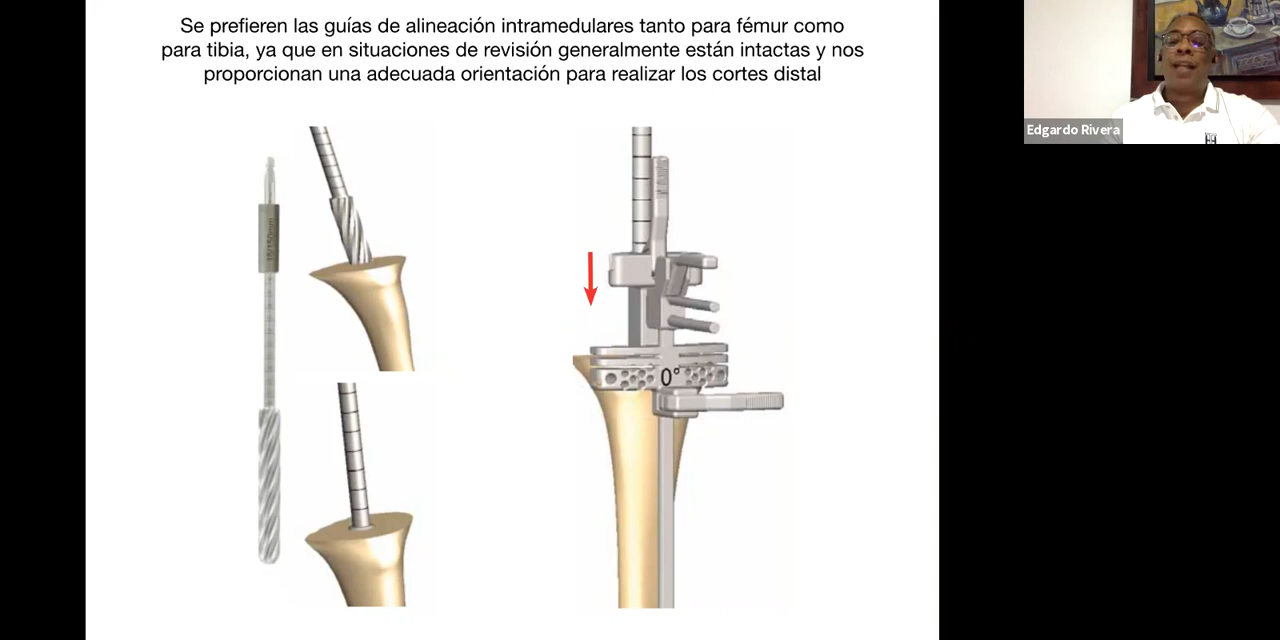 Se prefieren las guías de alineación intramedulares tanto para fémur como
para tibia, ya que en situaciones de revisión generalmente están intactas y nos
proporcionan una adecuada orientación para realizar los cortes distal
Edgardo Rivera
0°